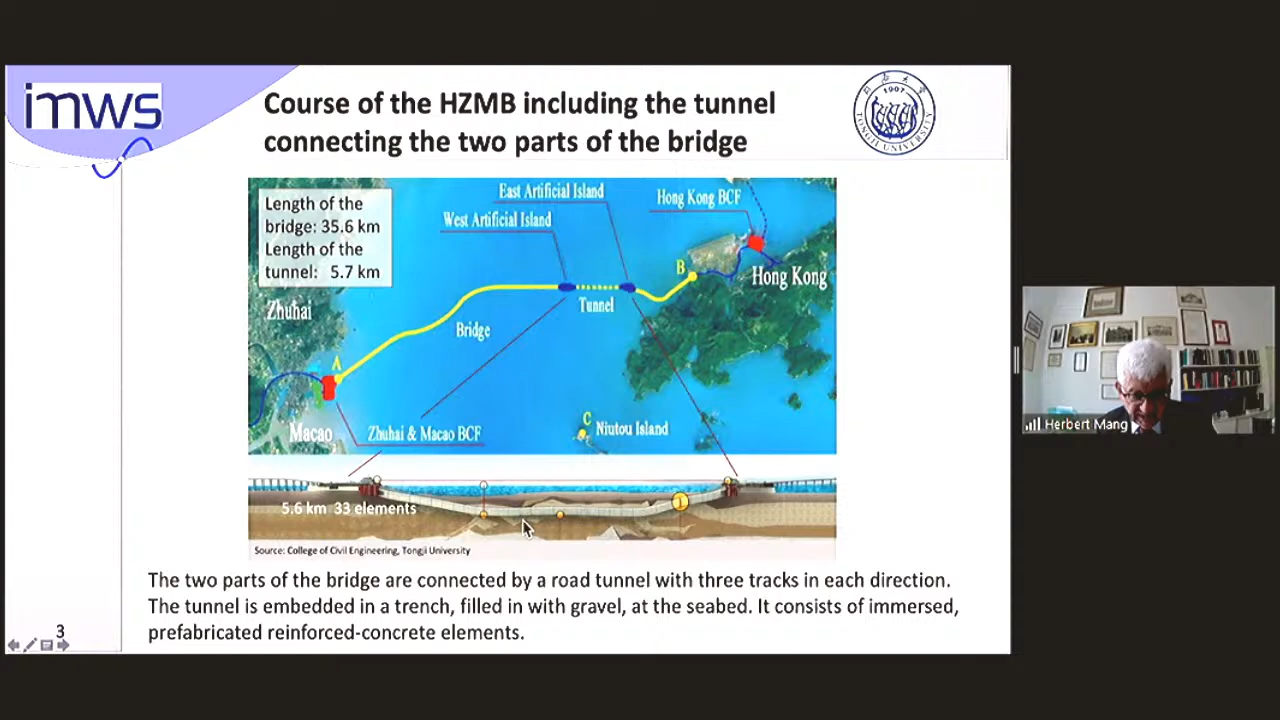 imws
Course of the HZMB including the tunnel
connecting the two parts of the bridge
1907
TONGJI UNIVERSITY
Length of the
bridge: 35.6 km
Length of the
tunnel: 5.7 km
East Artificial Island
West Artificial Island
Hong Kong BCF
B
Hong Kong
Zhuhai
Tunnel
Bridge
A
Macao
Zhuhai & Macao BCF
C
Niutou Island
5.6 km 33 elements
1
Source: College of Civil Engineering, Tongji University
The two parts of the bridge are connected by a road tunnel with three tracks in each direction.
The tunnel is embedded in a trench, filled in with gravel, at the seabed. It consists of immersed,
prefabricated reinforced-concrete elements.
3
Herbert Mang